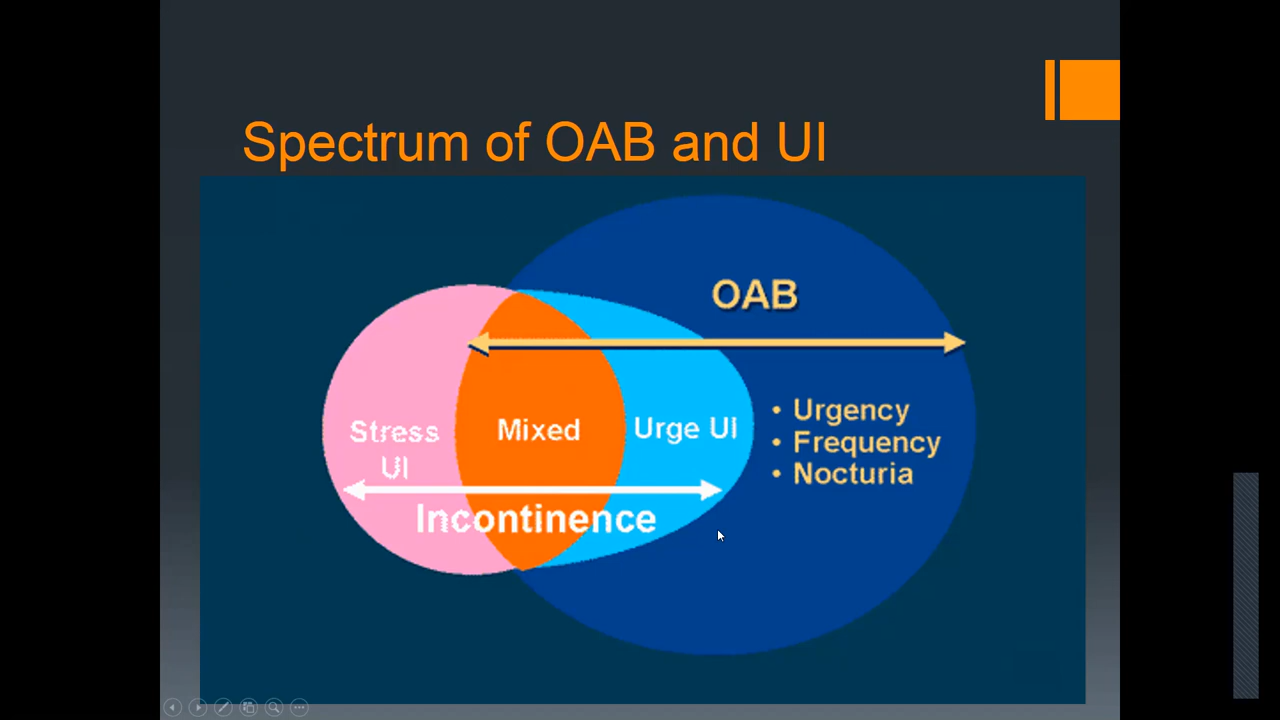 Spectrum of OAB and UI
OAB
• Urgency
• Frequency
• Nocturia
Stress
UI
Mixed
Urge UI
Incontinence